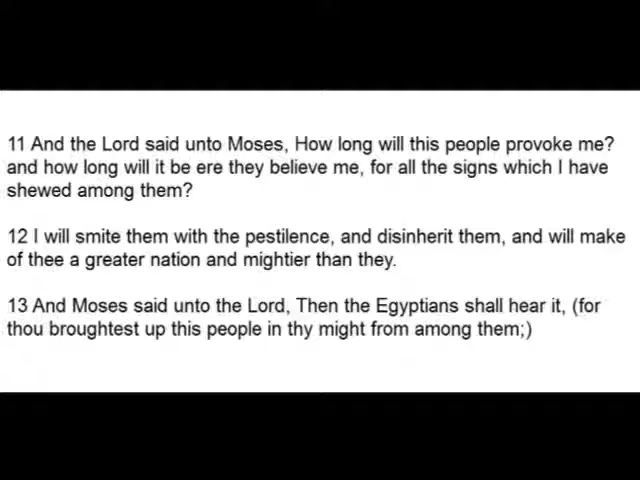 11 And the Lord said unto Moses, How long will this people provoke me?
and how long will it be ere they believe me, for all the signs which I have
shewed among them?
12 I will smite them with the pestilence, and disinherit them, and will make
of thee a greater nation and mightier than they.
13 And Moses said unto the Lord, Then the Egyptians shall hear it, (for
thou broughtest up this people in thy might from among them;)